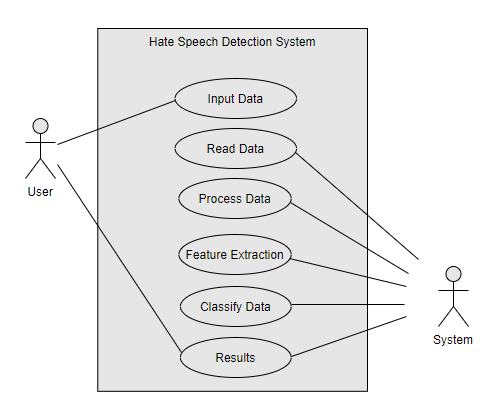 Hate Speech Detection System
Input Data
Read Data
Process Data
Feature Extraction
Classify Data
Results
User
System